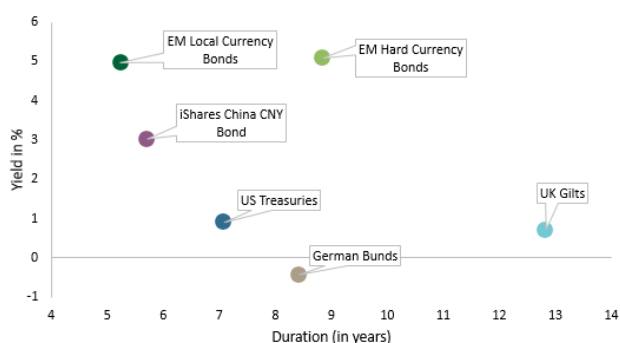 6
5
4
3
2
1
0
-1
Yield in %
EM Local Currency
Bonds
EM Hard Currency
Bonds
iShares China CNY
Bond
US Treasuries
UK Gilts
German Bunds
4 5 6 7 8 9 10 11 12 13 14
Duration (in years)